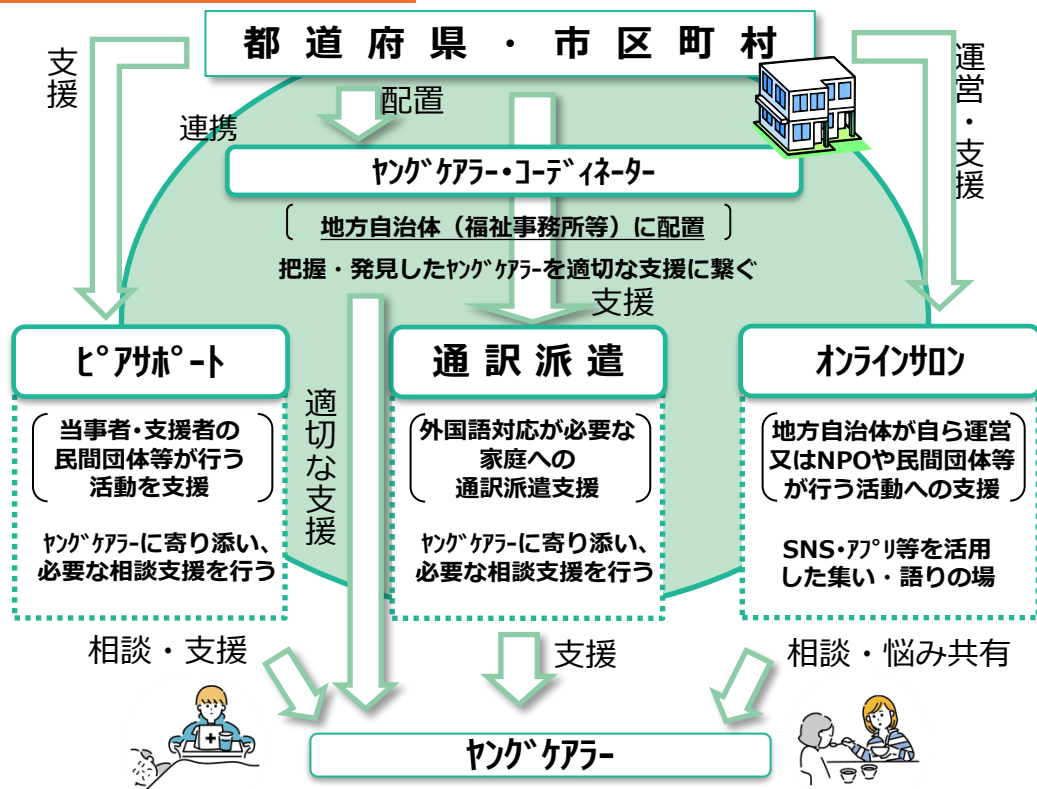 都道府県・市区町村
支援
配置
連携
運営・支援
ﾔﾝｸﾞｹｱﾗｰ・ｺｰﾃﾞｨﾈｰﾀｰ
地方自治体（福祉事務所等）に配置
把握・発見したﾔﾝｸﾞｹｱﾗｰを適切な支援に繋ぐ
支援
適切な支援
ﾋﾟｱｻﾎﾟｰﾄ
当事者・支援者の
民間団体等が行う
活動を支援
ﾔﾝｸﾞｹｱﾗｰに寄り添い、
必要な相談支援を行う
通訳派遣
外国語対応が必要な
家庭への
通訳派遣支援
ﾔﾝｸﾞｹｱﾗｰに寄り添い、
必要な相談支援を行う
ｵﾝﾗｲﾝｻﾛﾝ
地方自治体が自ら運営
又はNPOや民間団体等
が行う活動への支援
SNS・ｱﾌﾟﾘ等を活用
した集い・語りの場
相談・支援
支援
相談・悩み共有
ﾔﾝｸﾞｹｱﾗｰ